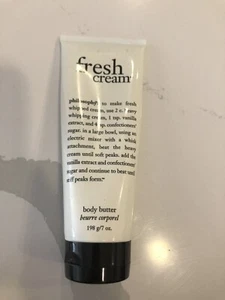 fresh
cream
philosophy: to make fresh
whipped cream, use 2 c. heavy
whipping cream, 1 tsp. vanilla
extract, and 4 tsp. confectioners'
sugar. in a large bowl, using an
electric mixer with a whisk
attachment, beat the heavy
cream until soft peaks. add the
vanilla extract and confectioners'
sugar and continue to beat until
stiff peaks form.
body butter
beurre corporel
198 g/7 oz.